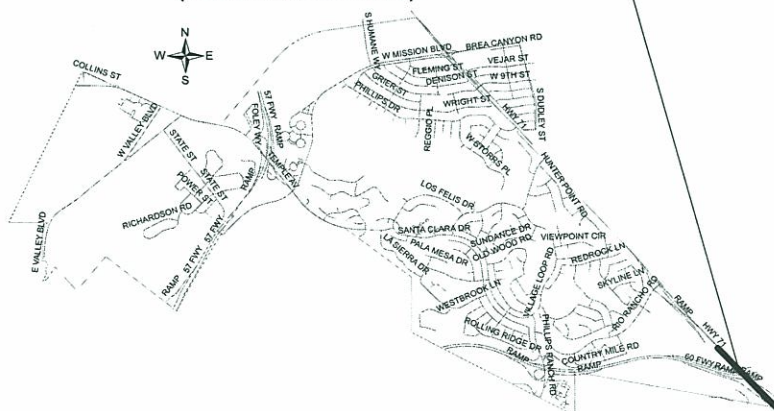 N
W E
S
COLLINS ST
W VALLEY BLVD
STATE ST
STATE ST
POWER ST
RICHARDSON RD
E VALLEY BLVD
RAMP
57 FWY
57 FWY
RAMP
FOLEY WY
57 FWY
RAMP
TEMPLE AV
S HUMANE WY
W MISSION BLVD
BREA CANYON RD
FLEMING ST
VEJAR ST
DENISON ST
W 9TH ST
GRIER ST
PHILLIPS DR
WRIGHT ST
REGGIO PL
HWY 71
S DUDLEY ST
W STORRS PL
HUNTER POINT RD
LOS FELIS DR
SANTA CLARA DR
SUNDANCE DR
VIEWPOINT CIR
PALA MESA DR
OLD WOOD RD
LA SIERRA DR
REDROCK LN
VILLAGE LOOP RD
SKYLINE LN
WESTBROOK LN
RIO RANCHO RD
RAMP
HWY 71
ROLLING RIDGE DR
PHILLIPS RANCH RD
RAMP
COUNTRY MILE RD
RAMP
60 FWY RAMP
RAMP